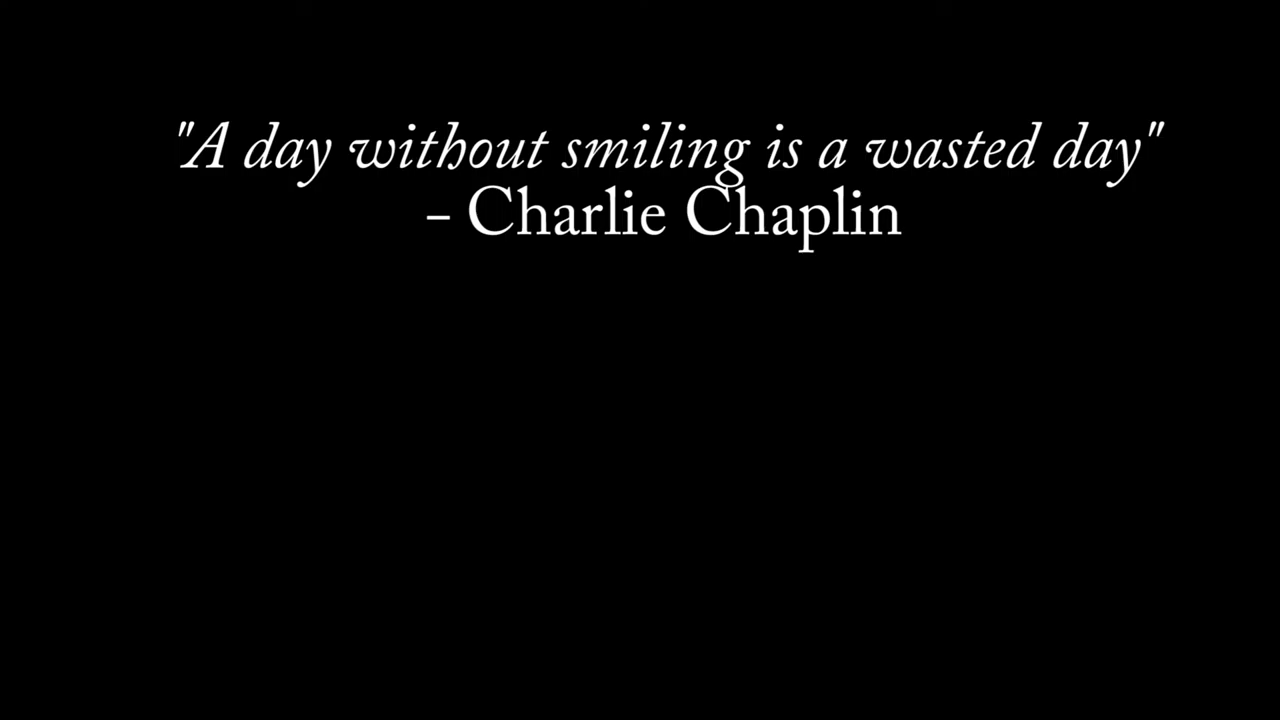 "A day without smiling is a wasted day"
– Charlie Chaplin